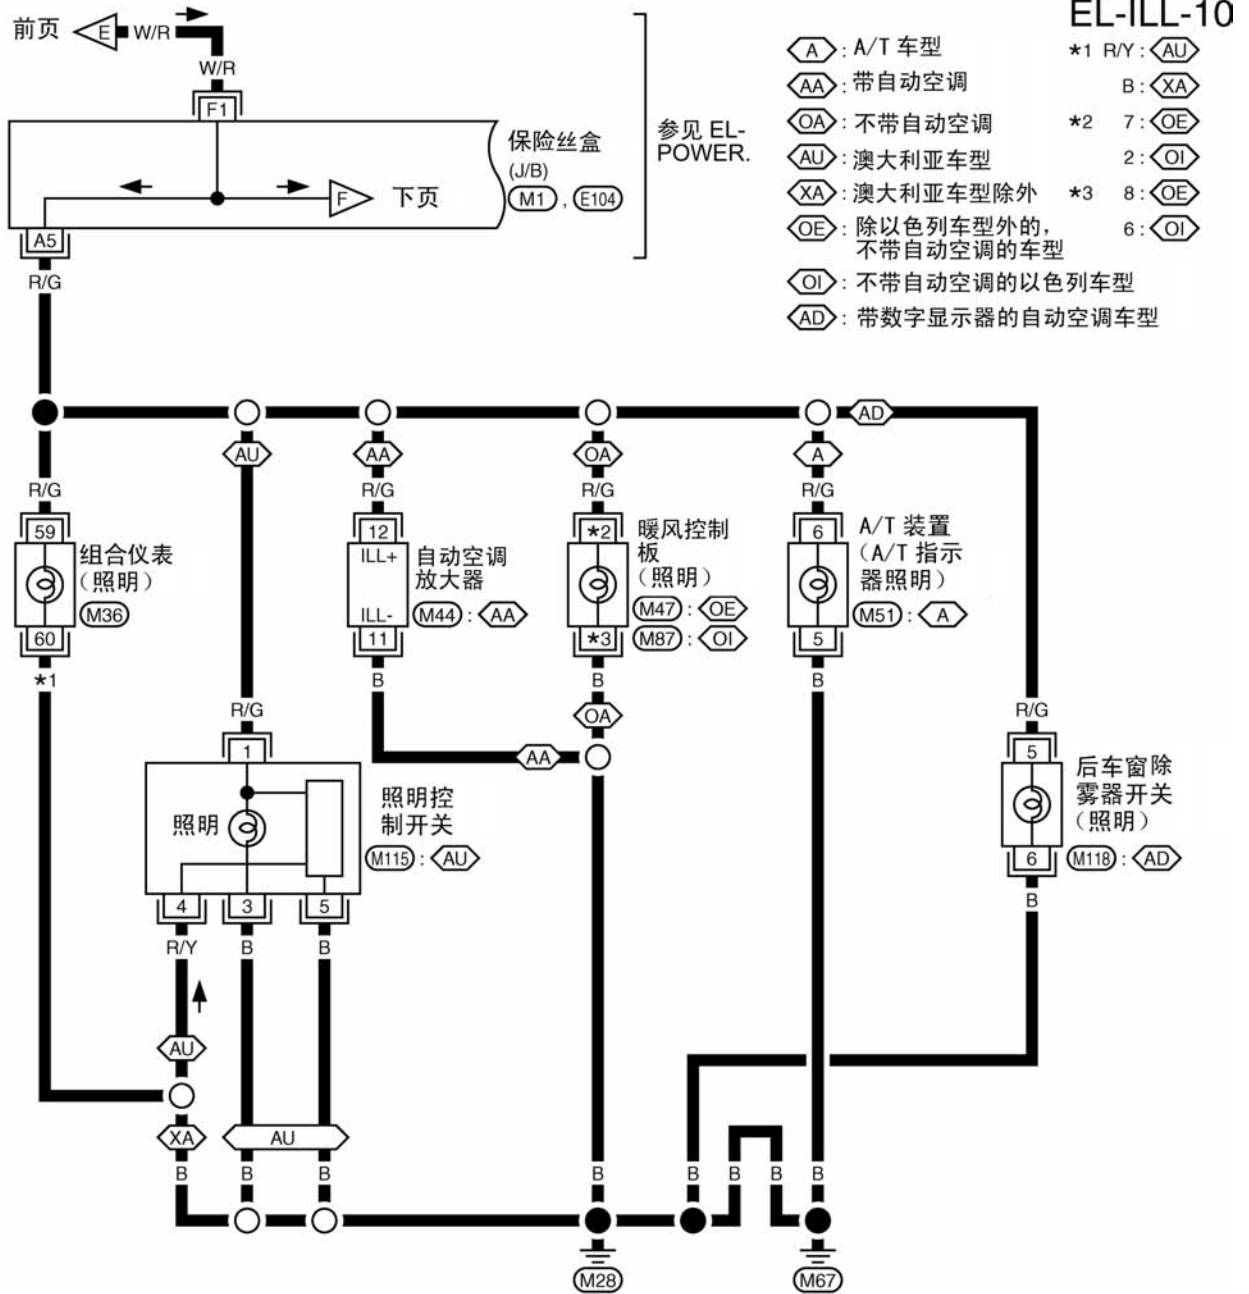 EL-ILL-10
前页 E W/R
W/R
F1
保险丝盒
(J/B)
M1 , E104
F 下页
A5
R/G
参见 EL-
POWER.
A : A/T 车型
AA : 带自动空调
OA : 不带自动空调
AU : 澳大利亚车型
XA : 澳大利亚车型除外
OE : 除以色列车型外的,
不带自动空调的车型
OI : 不带自动空调的以色列车型
AD : 带数字显示器的自动空调车型
*1 R/Y : AU
B : XA
*2 7 : OE
2 : OI
*3 8 : OE
6 : OI
AD
AU AA OA A
R/G R/G R/G R/G
59
组合仪表
(照明)
M36
60
*1
12
ILL+
ILL-
11
自动空调
放大器
M44 : AA
B
*2
暖风控制
板
(照明)
M47 : OE
M87 : OI
*3
B
OA
AA
6
A/T 装置
(A/T 指示
器照明)
M51 : A
5
B
R/G
1
照明
照明控
制开关
M115 : AU
4 3 5
R/Y B B
R/G
5
后车窗除
雾器开关
(照明)
M118 : AD
6
B
AU
XA AU
B B B B B B B B
M28 M67